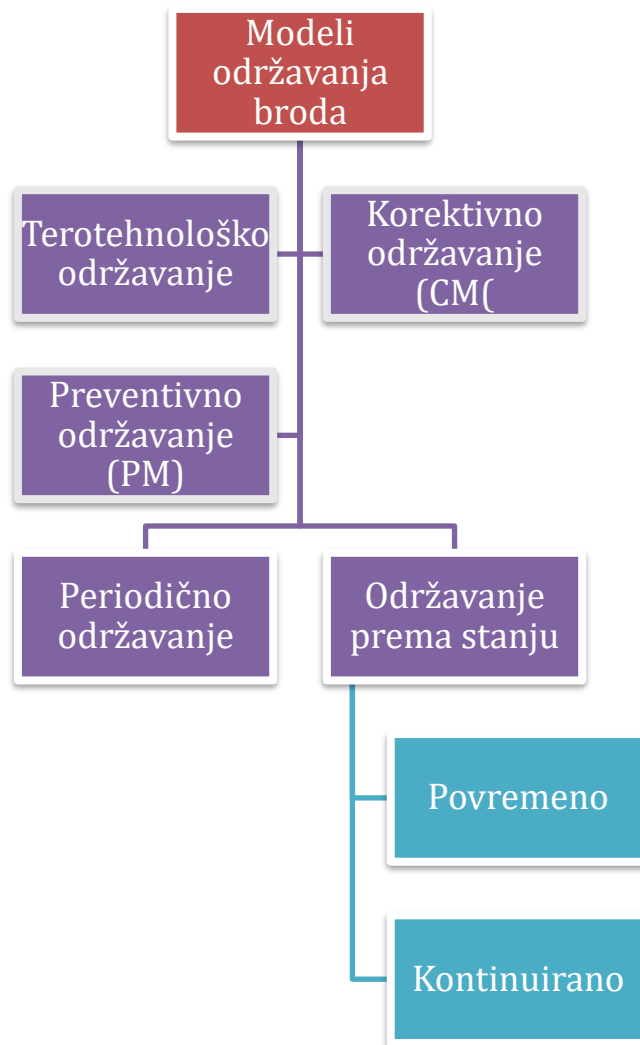 Modeli
održavanja
broda
Terotehnološko
održavanje
Korektivno
održavanje
(CM(
Preventivno
održavanje
(PM)
Periodično
održavanje
Održavanje
prema stanju
Povremeno
Kontinuirano